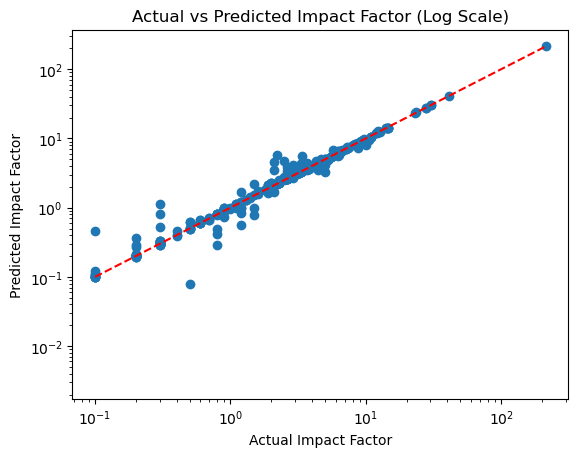 Actual vs Predicted Impact Factor (Log Scale)
Predicted Impact Factor
10²
10¹
10⁰
10⁻¹
10⁻²
10⁻¹ 10⁰ 10¹ 10²
Actual Impact Factor